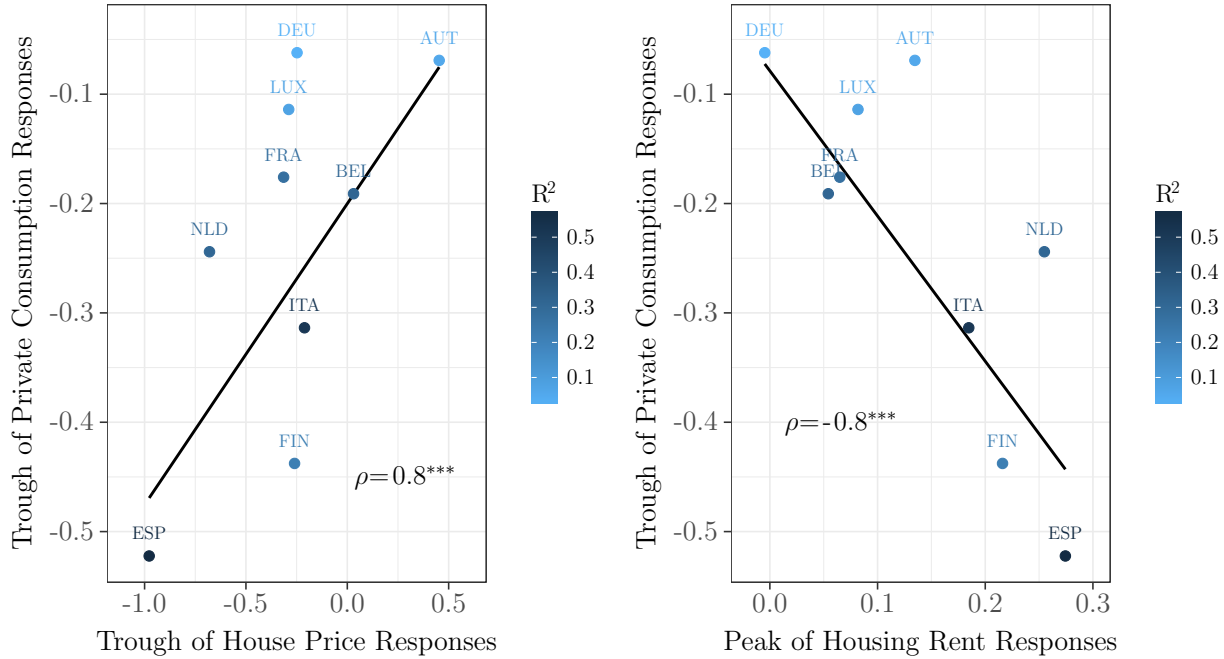 Trough of Private Consumption Responses
-0.1
-0.2
-0.3
-0.4
-0.5
DEU
AUT
LUX
FRA
BEL
NLD
ITA
FIN
ρ=0.8***
ESP
-1.0 -0.5 0.0 0.5
Trough of House Price Responses
R²
0.5
0.4
0.3
0.2
0.1
Trough of Private Consumption Responses
-0.1
-0.2
-0.3
-0.4
-0.5
DEU
AUT
LUX
FRA
BEL
NLD
ITA
ρ=-0.8***
FIN
ESP
0.0 0.1 0.2 0.3
Peak of Housing Rent Responses
R²
0.5
0.4
0.3
0.2
0.1